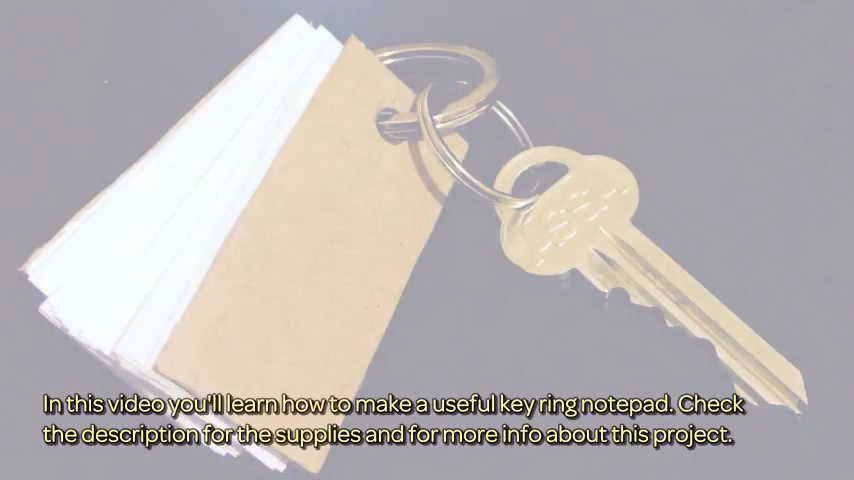 In this video you'll learn how to make a useful key ring notepad. Check
the description for the supplies and for more info about this project.